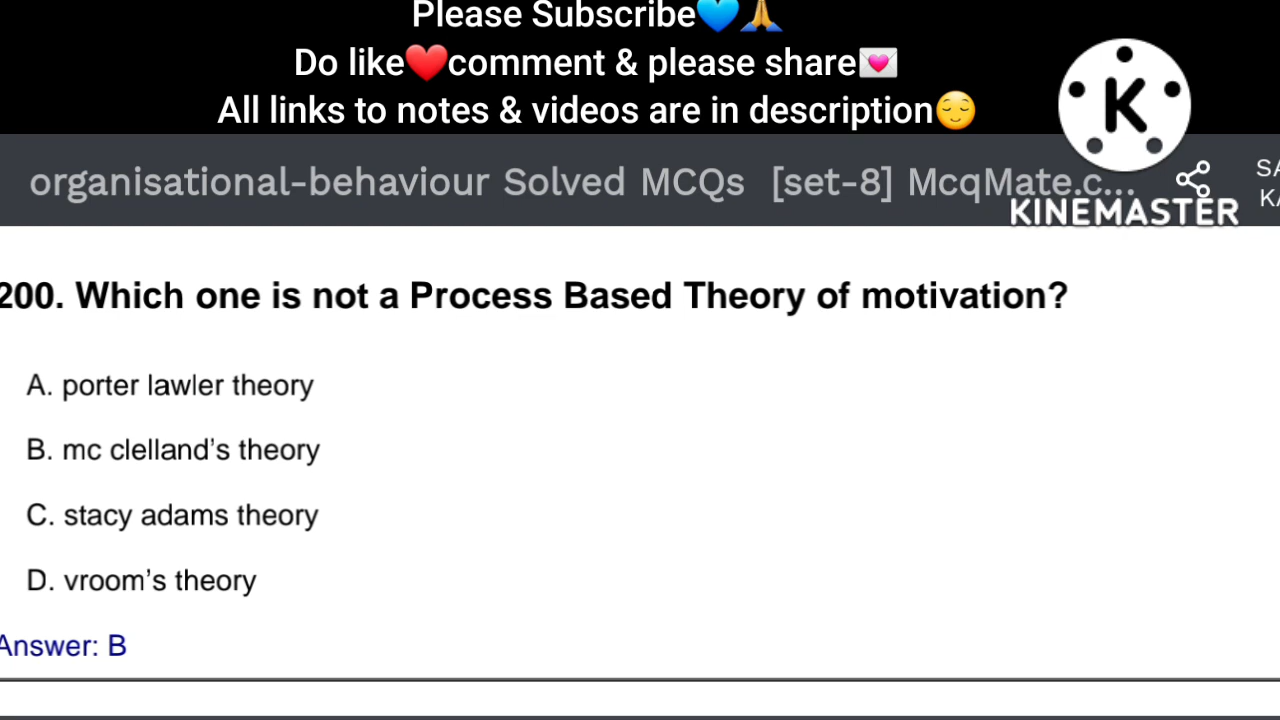 Please Subscribe💙🙏
Do like❤️comment & please share💌
All links to notes & videos are in description😌
K
organisational-behaviour Solved MCQs [set-8] McqMate.c...
KINEMASTER
200. Which one is not a Process Based Theory of motivation?
A. porter lawler theory
B. mc clelland’s theory
C. stacy adams theory
D. vroom’s theory
Answer: B